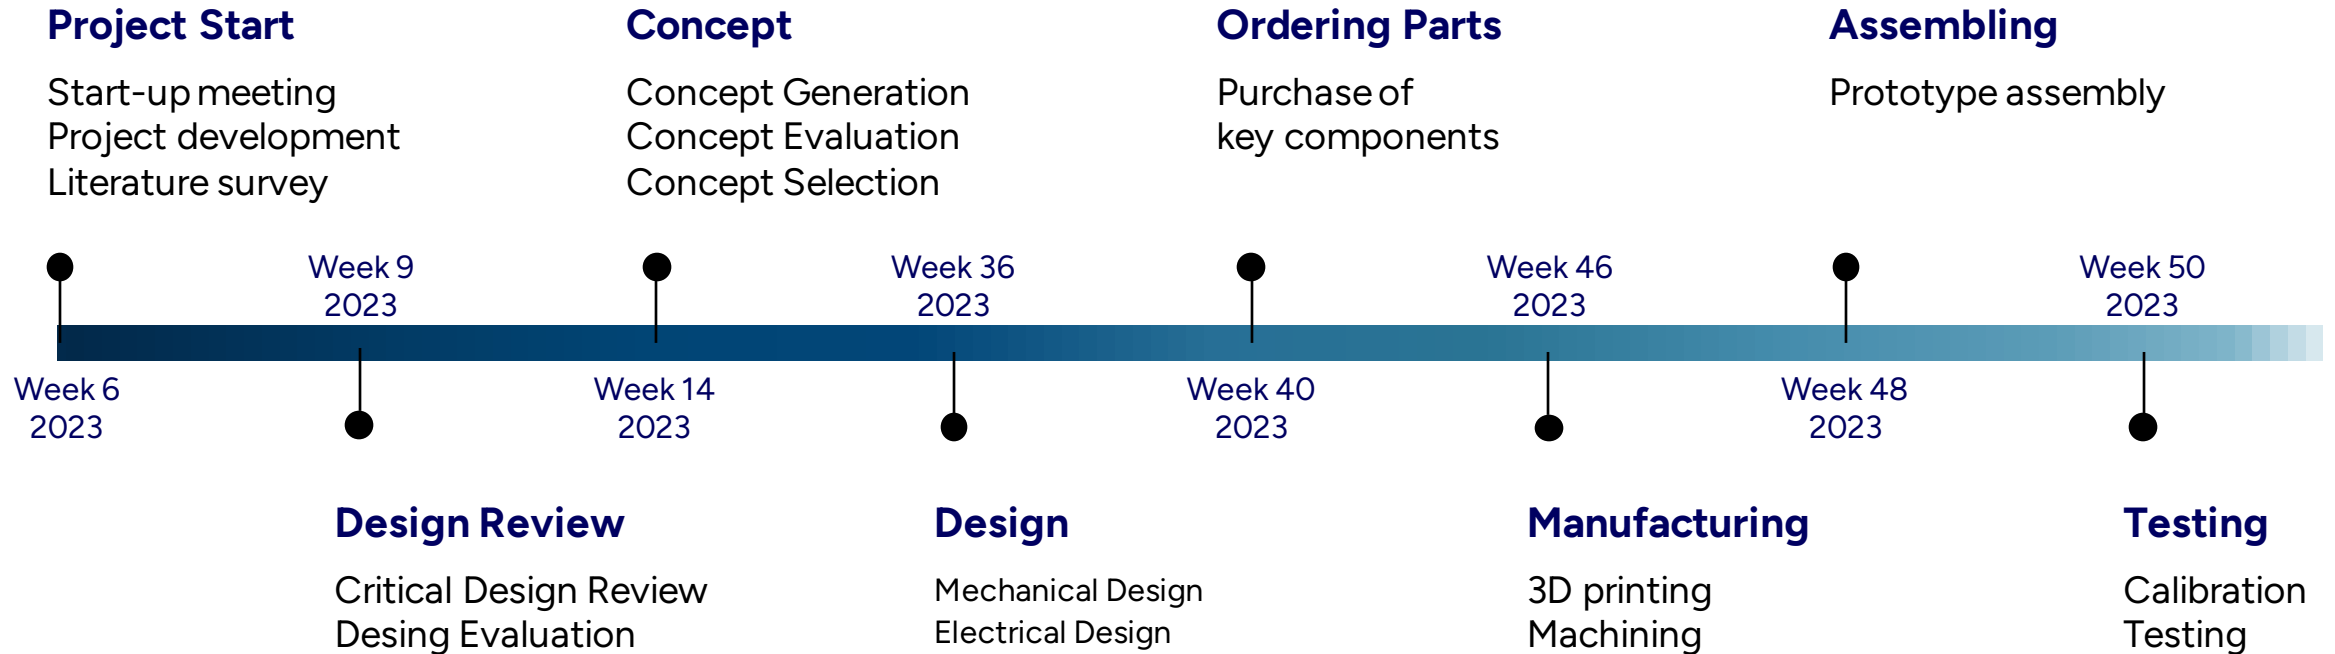 Project Start
Start-up meeting
Project development
Literature survey
Concept
Concept Generation
Concept Evaluation
Concept Selection
Ordering Parts
Purchase of
key components
Assembling
Prototype assembly
Week 9
2023
Week 36
2023
Week 46
2023
Week 50
2023
Week 6
2023
Week 14
2023
Week 40
2023
Week 48
2023
Design Review
Critical Design Review
Desing Evaluation
Design
Mechanical Design
Electrical Design
Manufacturing
3D printing
Machining
Testing
Calibration
Testing